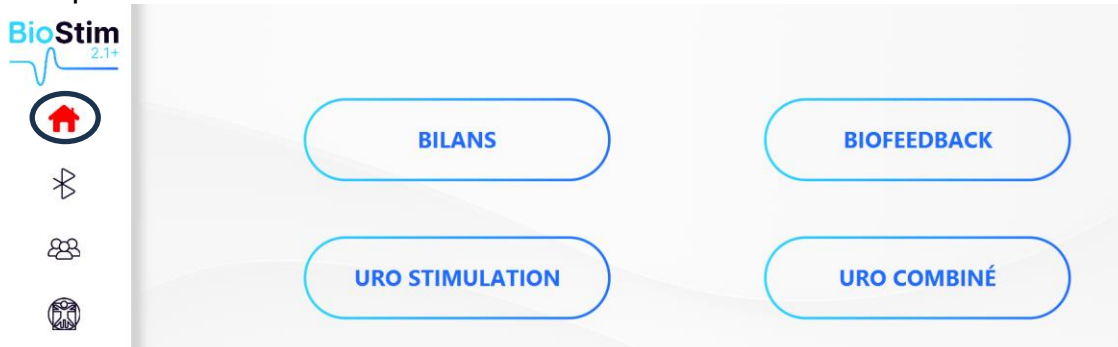 BioStim
2.1+
BILANS
BIOFEEDBACK
URO STIMULATION
URO COMBINÉ